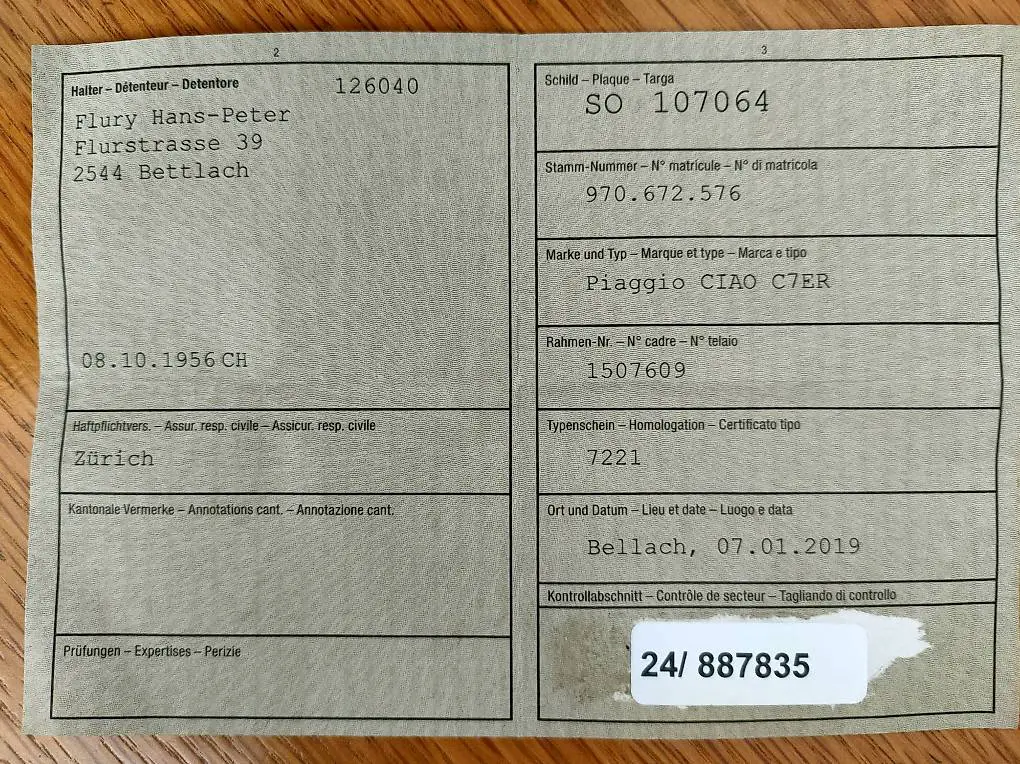 2
Halter – Détenteur – Detentore 126040
Flury Hans-Peter
Flurstrasse 39
2544 Bettlach
08.10.1956 CH
Haftpflichtvers. – Assur. resp. civile – Assicur. resp. civile
Zürich
Kantonale Vermerke – Annotations cant. – Annotazione cant.
Prüfungen – Expertises – Perizie
3
Schild – Plaque – Targa
SO 107064
Stamm-Nummer – N° matricule – N° di matricola
970.672.576
Marke und Typ – Marque et type – Marca e tipo
Piaggio CIAO C7ER
Rahmen-Nr. – N° cadre – N° telaio
1507609
Typenschein – Homologation – Certificato tipo
7221
Ort und Datum – Lieu et date – Luogo e data
Bellach, 07.01.2019
Kontrollabschnitt – Contrôle de secteur – Tagliando di controllo
24/ 887835